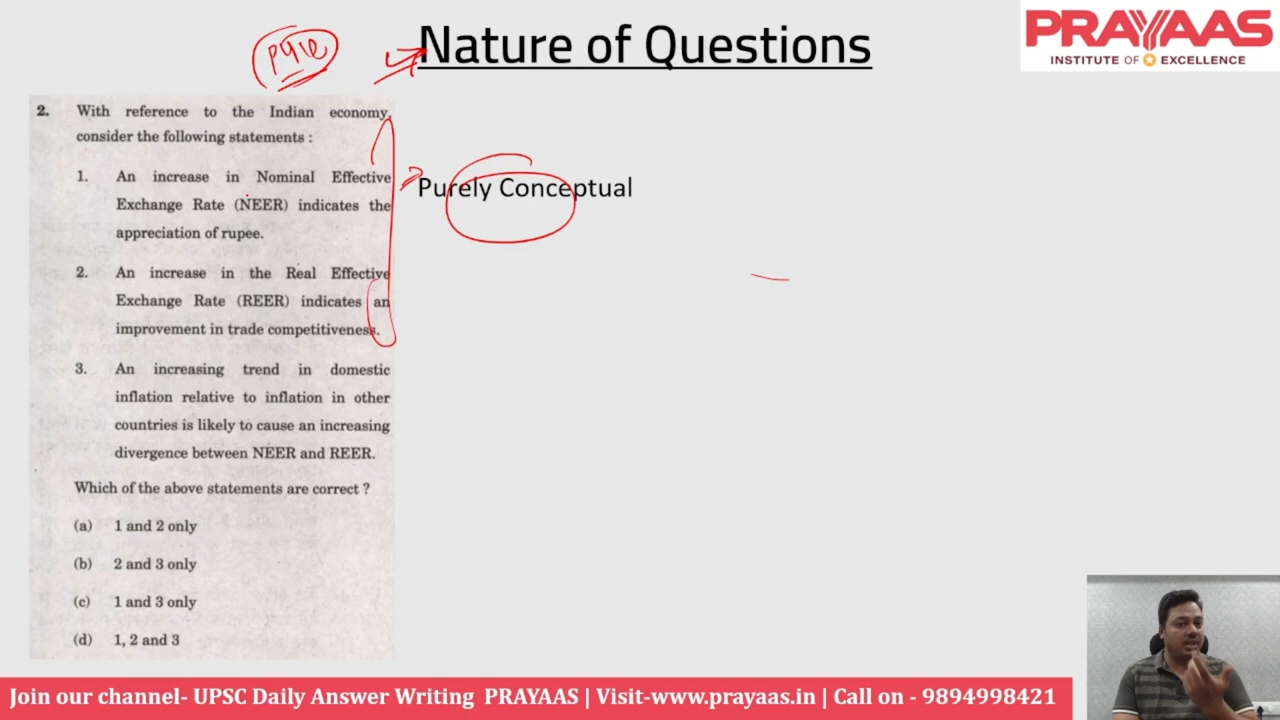 PYQ
Nature of Questions
PRAYAAS
INSTITUTE OF EXCELLENCE
2. With reference to the Indian economy,
consider the following statements :
1. An increase in Nominal Effective
Exchange Rate (NEER) indicates the
appreciation of rupee.
2. An increase in the Real Effective
Exchange Rate (REER) indicates an
improvement in trade competitiveness.
3. An increasing trend in domestic
inflation relative to inflation in other
countries is likely to cause an increasing
divergence between NEER and REER.
Which of the above statements are correct ?
(a) 1 and 2 only
(b) 2 and 3 only
(c) 1 and 3 only
(d) 1, 2 and 3
Purely Conceptual
Join our channel- UPSC Daily Answer Writing PRAYAAS | Visit-www.prayaas.in | Call on - 9894998421